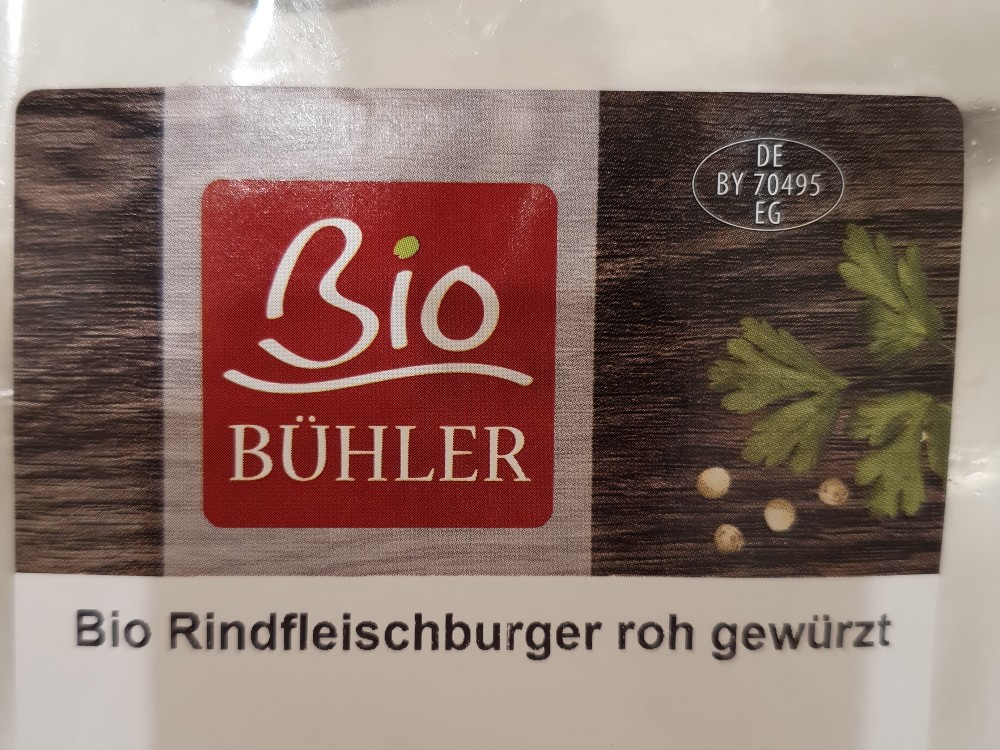 DE
BY 70495
EG
Bio
BÜHLER
Bio Rindfleischburger roh gewürzt